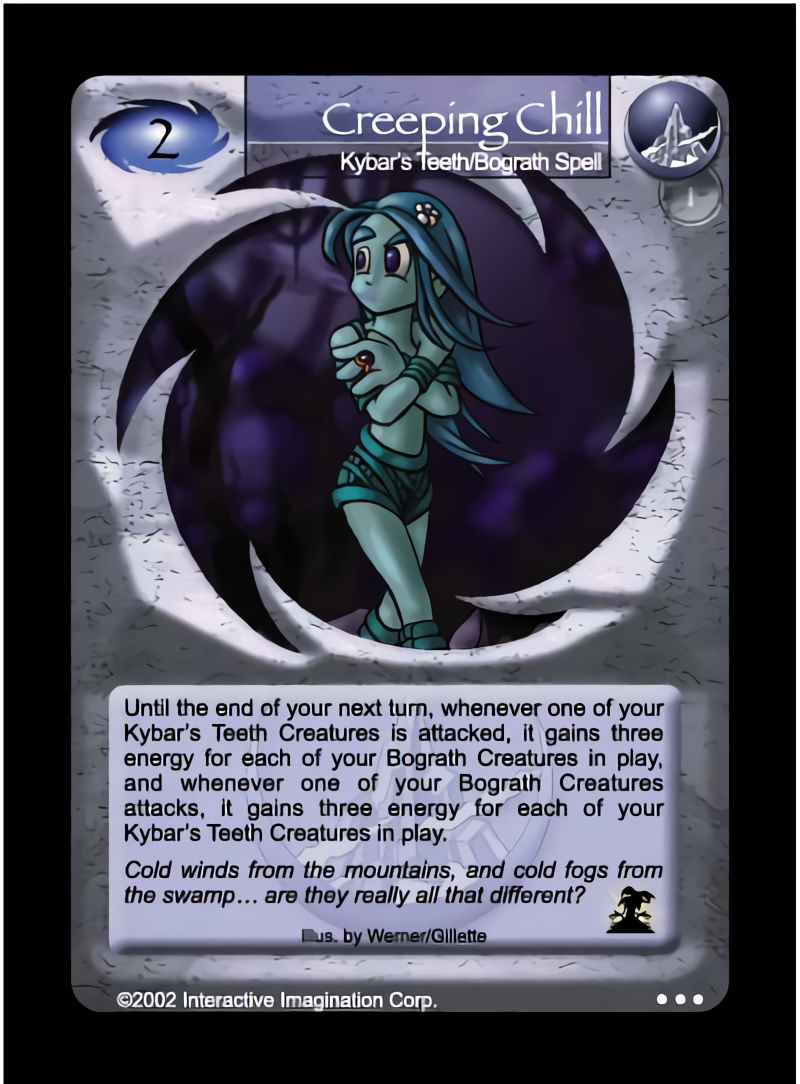 2
Creeping Chill
Kybar's Teeth/Bograth Spell
Until the end of your next turn, whenever one of your
Kybar's Teeth Creatures is attacked, it gains three
energy for each of your Bograth Creatures in play,
and whenever one of your Bograth Creatures
attacks, it gains three energy for each of your
Kybar's Teeth Creatures in play.
Cold winds from the mountains, and cold fogs from
the swamp... are they really all that different?
Illus. by Werner/Gillette
©2002 Interactive Imagination Corp.